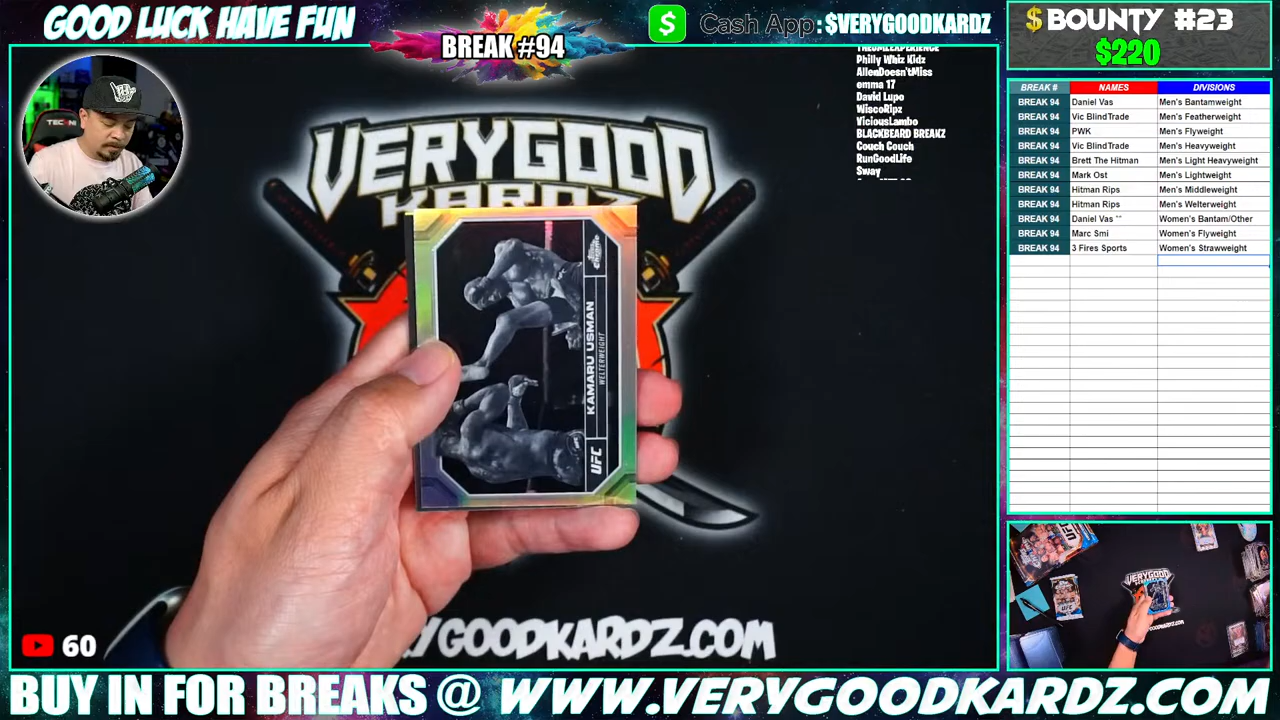 GOOD LUCK HAVE FUN
BREAK #94
$ Cash App : $VERYGOODKARDZ
$ BOUNTY #23
$220
Philly Whiz Kidz
AllenDoesn'tMiss
emma 17
David Lupo
WiscoRipz
ViciousLambo
BLACKBEARD BREAKZ
Couch Couch
RunGoodLife
Sway
BREAK # NAMES DIVISIONS
BREAK 94 Daniel Vas Men's Bantamweight
BREAK 94 Vic BlindTrade Men's Featherweight
BREAK 94 PWK Men's Flyweight
BREAK 94 Vic BlindTrade Men's Heavyweight
BREAK 94 Brett The Hitman Men's Light Heavyweight
BREAK 94 Mark Ost Men's Lightweight
BREAK 94 Hitman Rips Men's Middleweight
BREAK 94 Hitman Rips Men's Welterweight
BREAK 94 Daniel Vas ** Women's Bantam/Other
BREAK 94 Marc Smi Women's Flyweight
BREAK 94 3 Fires Sports Women's Strawweight
VERYGOOD
KARDZ
Topps Chrome
KAMARU USMAN
WELTERWEIGHT
UFC
RYGOODKARDZ.COM
60
BUY IN FOR BREAKS @ WWW.VERYGOODKARDZ.COM